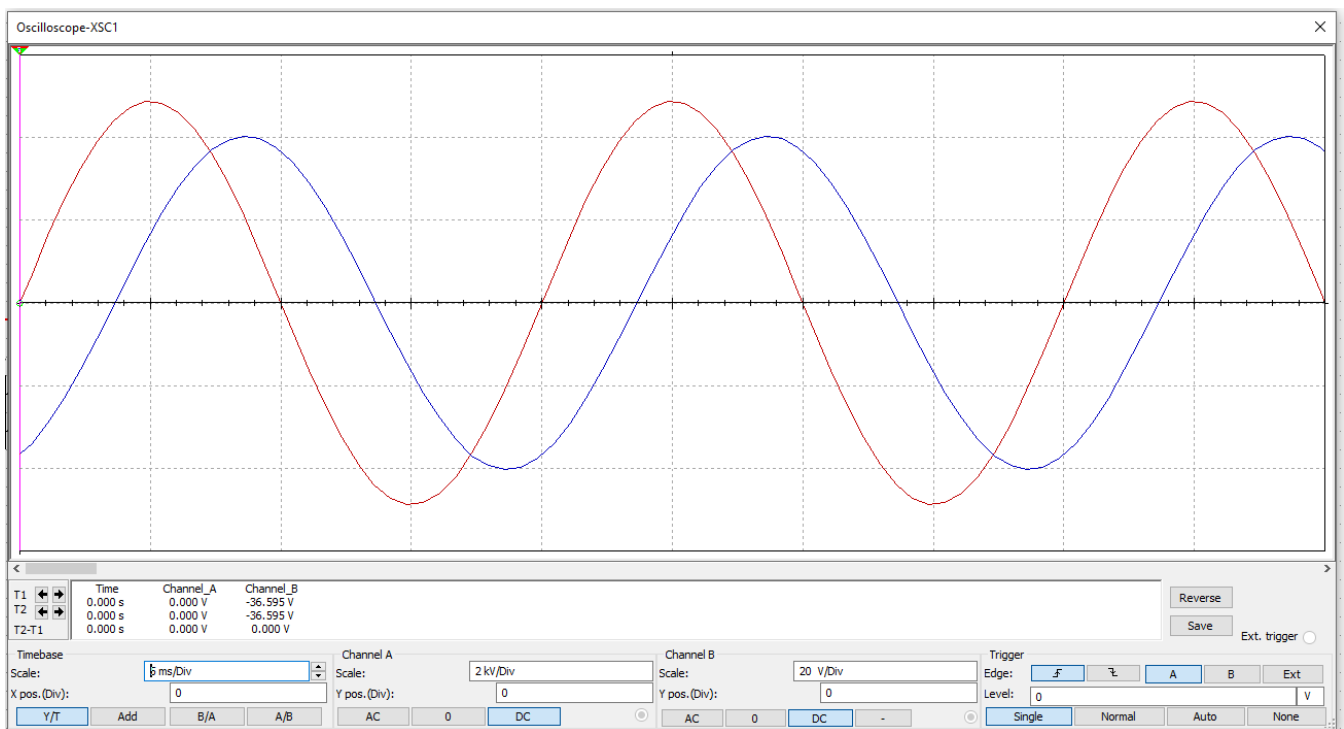 Oscilloscope-XSC1
Time Channel_A Channel_B
T1 0.000 s 0.000 V -36.595 V
T2 0.000 s 0.000 V -36.595 V
T2-T1 0.000 s 0.000 V 0.000 V
Reverse
Save
Ext. trigger
Timebase
Scale: 5 ms/Div
X pos.(Div): 0
Y/T Add B/A A/B
Channel A
Scale: 2 kV/Div
Y pos.(Div): 0
AC 0 DC
Channel B
Scale: 20 V/Div
Y pos.(Div): 0
AC 0 DC -
Trigger
Edge: A B Ext
Level: 0 V
Single Normal Auto None